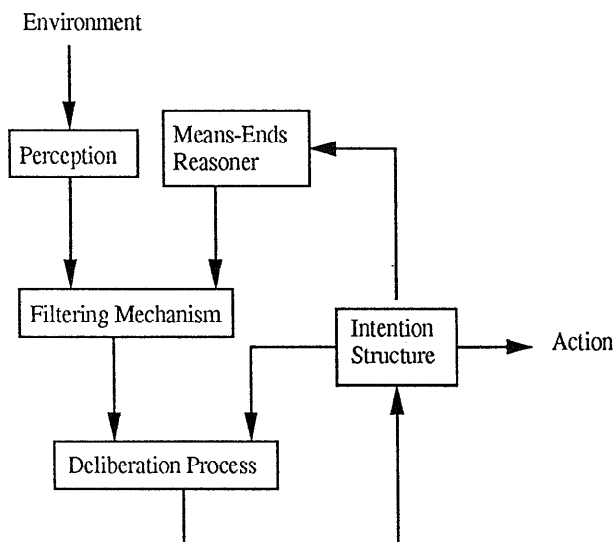 Environment
Perception
Means-Ends
Reasoner
Filtering Mechanism
Intention
Structure
Action
Deliberation Process